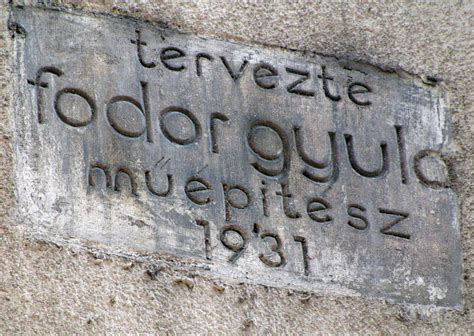 tervezte
fodor gyula
műépitész
1931